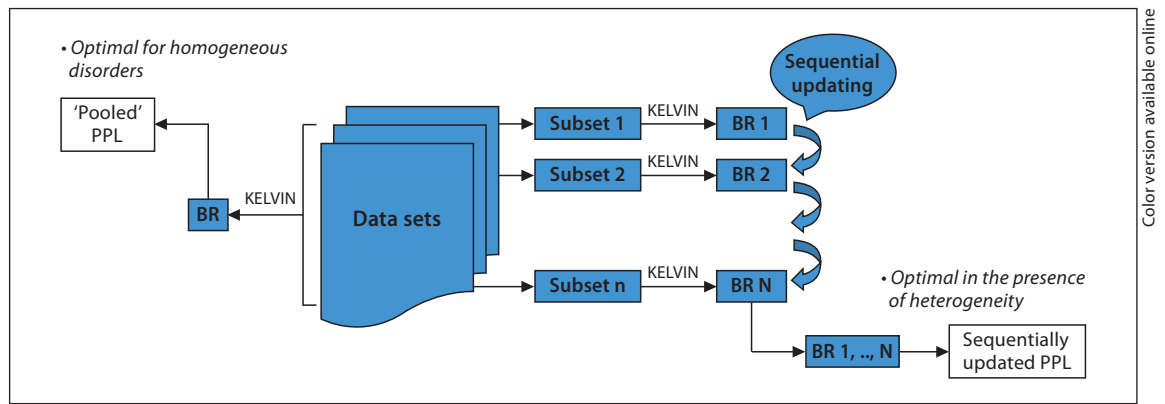 • Optimal for homogeneous
disorders
'Pooled'
PPL
BR
KELVIN
Data sets
Subset 1
KELVIN
BR 1
Sequential
updating
Subset 2
KELVIN
BR 2
Subset n
KELVIN
BR N
• Optimal in the presence
of heterogeneity
BR 1, .., N
Sequentially
updated PPL
Color version available online